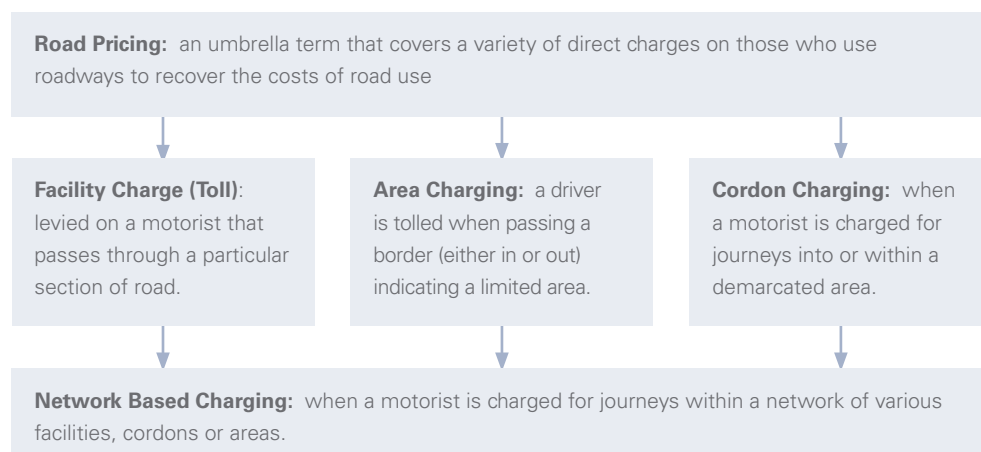 Road Pricing: an umbrella term that covers a variety of direct charges on those who use
roadways to recover the costs of road use
Facility Charge (Toll):
levied on a motorist that
passes through a particular
section of road.
Area Charging: a driver
is tolled when passing a
border (either in or out)
indicating a limited area.
Cordon Charging: when
a motorist is charged for
journeys into or within a
demarcated area.
Network Based Charging: when a motorist is charged for journeys within a network of various
facilities, cordons or areas.